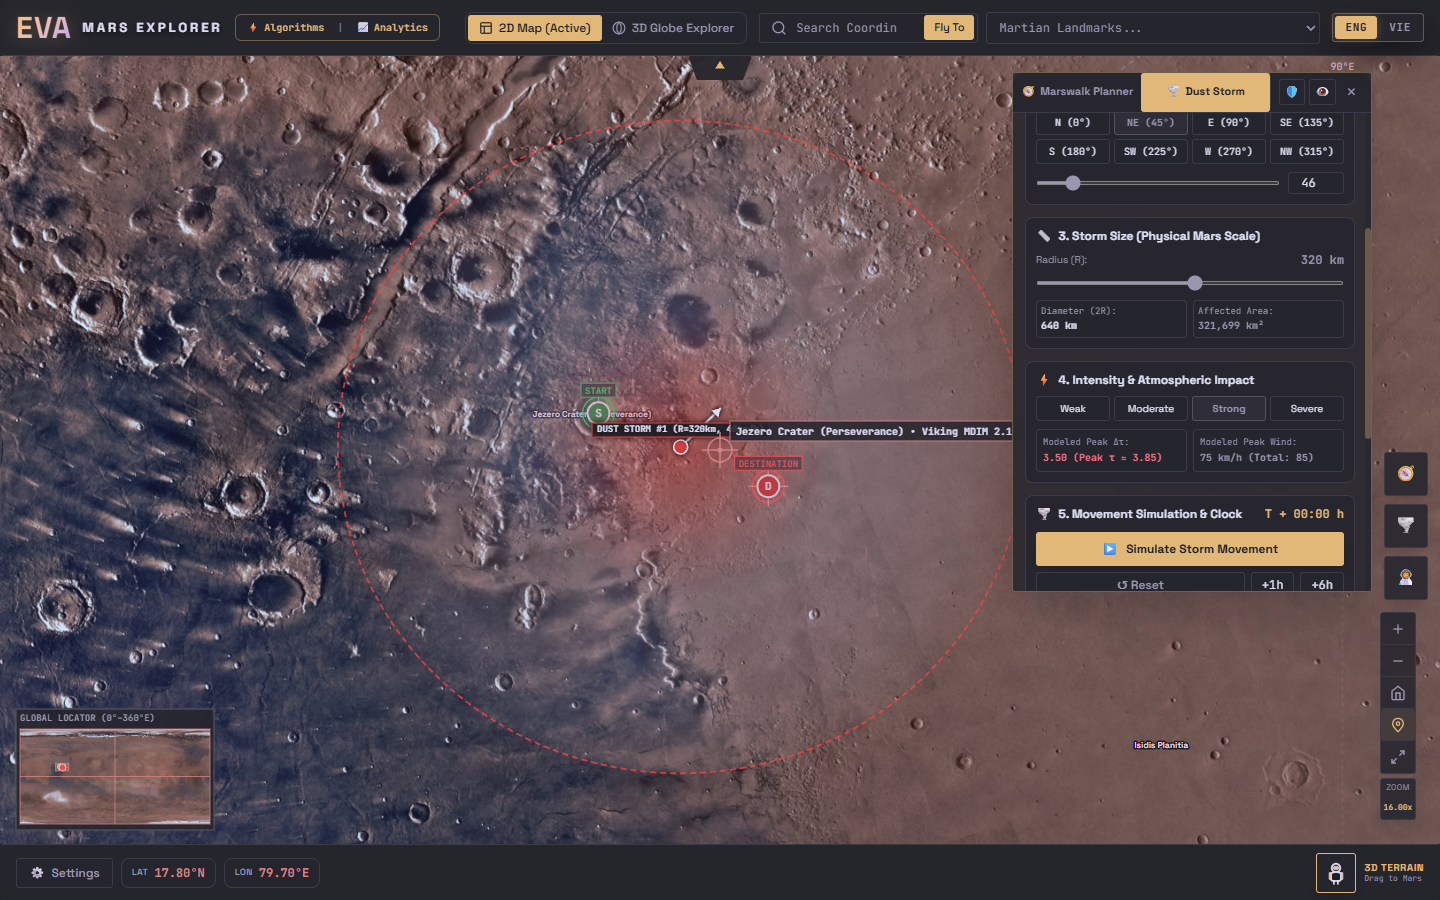 EVA MARS EXPLORER
Algorithms | Analytics
2D Map (Active)
3D Globe Explorer
Search Coordin
Fly To
Martian Landmarks...
ENG
VIE
90°E
Marswalk Planner
Dust Storm
N (0°)
NE (45°)
E (90°)
SE (135°)
S (180°)
SW (225°)
W (270°)
NW (315°)
46
3. Storm Size (Physical Mars Scale)
Radius (R):
320 km
Diameter (2R):
640 km
Affected Area:
321,699 km²
4. Intensity & Atmospheric Impact
Weak
Moderate
Strong
Severe
Modeled Peak Δτ:
3.50 (Peak τ = 3.85)
Modeled Peak Wind:
75 km/h (Total: 85)
5. Movement Simulation & Clock
T + 00:00 h
Simulate Storm Movement
Reset
+1h
+6h
START
S
Jezero Crater
verance)
DUST STORM #1 (R=320km,
Jezero Crater (Perseverance) • Viking MDIM 2.1
DESTINATION
D
Isidis Planitia
GLOBAL LOCATOR (0°-360°E)
ZOOM
16.00x
Settings
LAT 17.80°N
LON 79.70°E
3D TERRAIN
Drag to Mars